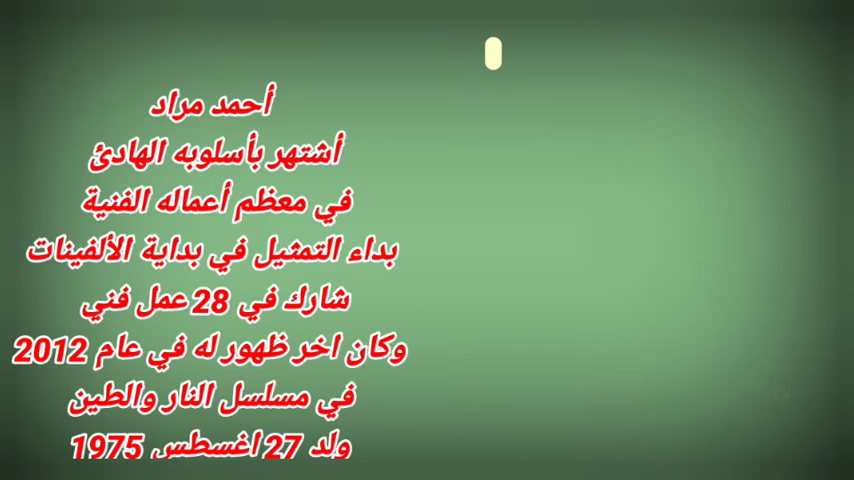 أحمد مراد
أشتهر بأسلوبه الهادئ
في معظم أعماله الفنية
بداء التمثيل في بداية الألفينات
شارك في 28 عمل فني
وكان اخر ظهور له في عام 2012
في مسلسل النار والطين
ولد 27 اغسطس 1975